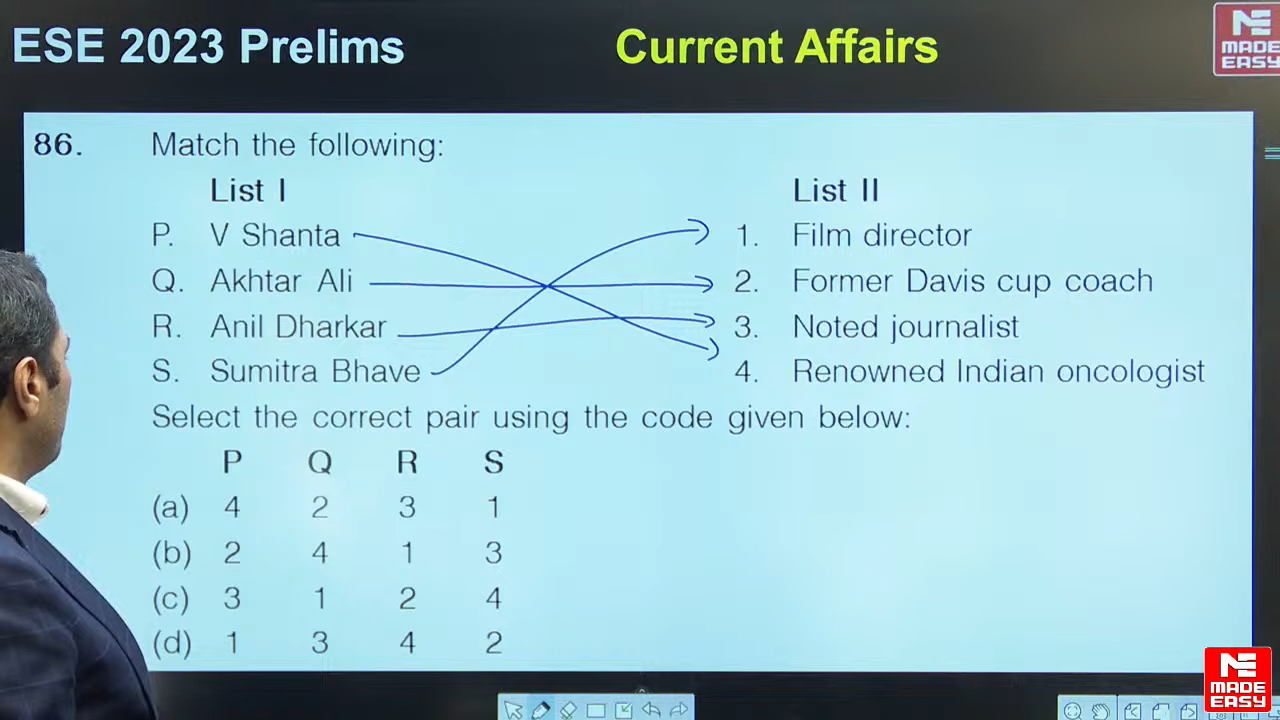 ESE 2023 Prelims Current Affairs
ME MADE EASY
86. Match the following:
List I List II
P. V Shanta 1. Film director
Q. Akhtar Ali 2. Former Davis cup coach
R. Anil Dharkar 3. Noted journalist
S. Sumitra Bhave 4. Renowned Indian oncologist
Select the correct pair using the code given below:
P Q R S
(a) 4 2 3 1
(b) 2 4 1 3
(c) 3 1 2 4
(d) 1 3 4 2
ME MADE EASY